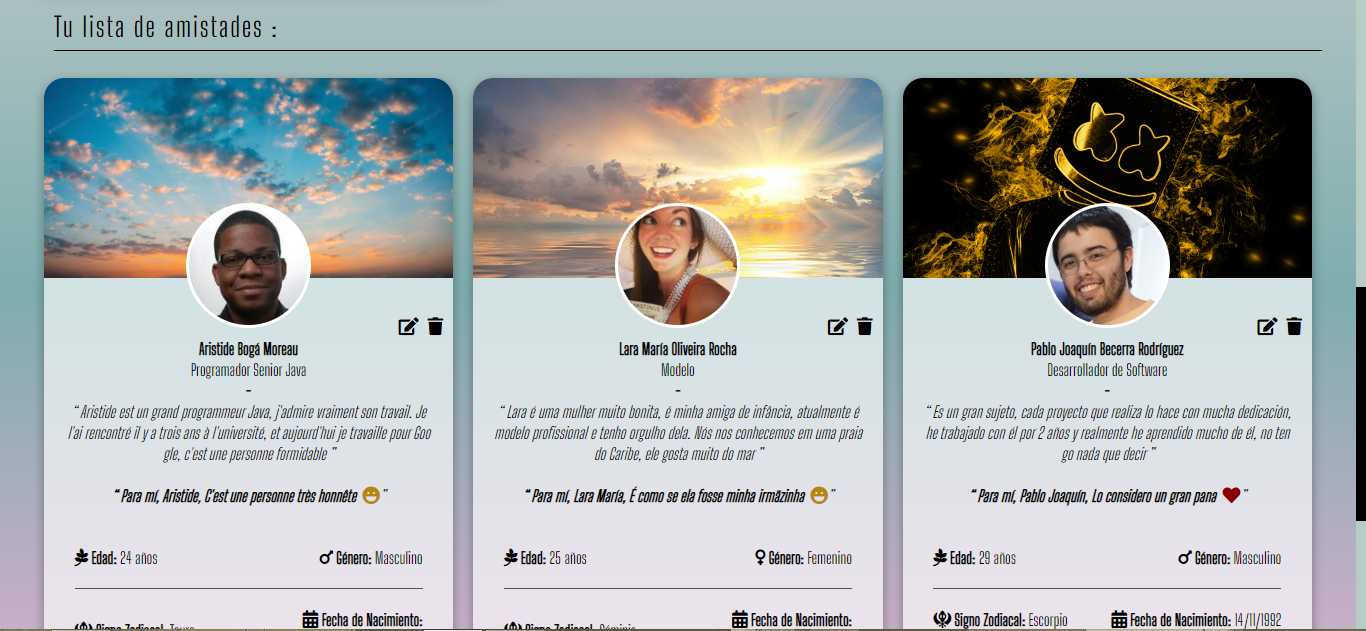 Tu lista de amistades :
Aristide Bogá Moreau
Programador Senior Java
-
“ Aristide est un grand programmeur Java, j'admire vraiment son travail. Je
l'ai rencontré il y a trois ans à l'université, et aujourd'hui je travaille pour Goo
gle, c'est une personne formidable ”
“ Para mí, Aristide, C'est une personne très honnête ”
Edad: 24 años
Género: Masculino
Signo Zodiacal: Tauro
Fecha de Nacimiento:
Lara María Oliveira Rocha
Modelo
-
“ Lara é uma mulher muito bonita, é minha amiga de infância, atualmente é
modelo profissional e tenho orgulho dela. Nós nos conhecemos em uma praia
do Caribe, ele gosta muito do mar ”
“ Para mí, Lara María, É como se ela fosse minha irmãzinha ”
Edad: 25 años
Género: Femenino
Signo Zodiacal: Géminis
Fecha de Nacimiento:
Pablo Joaquín Becerra Rodríguez
Desarrollador de Software
-
“ Es un gran sujeto, cada proyecto que realiza lo hace con mucha dedicación,
he trabajado con él por 2 años y realmente he aprendido mucho de él, no ten
go nada que decir ”
“ Para mí, Pablo Joaquín, Lo considero un gran pana ”
Edad: 29 años
Género: Masculino
Signo Zodiacal: Escorpio
Fecha de Nacimiento: 14/11/1992